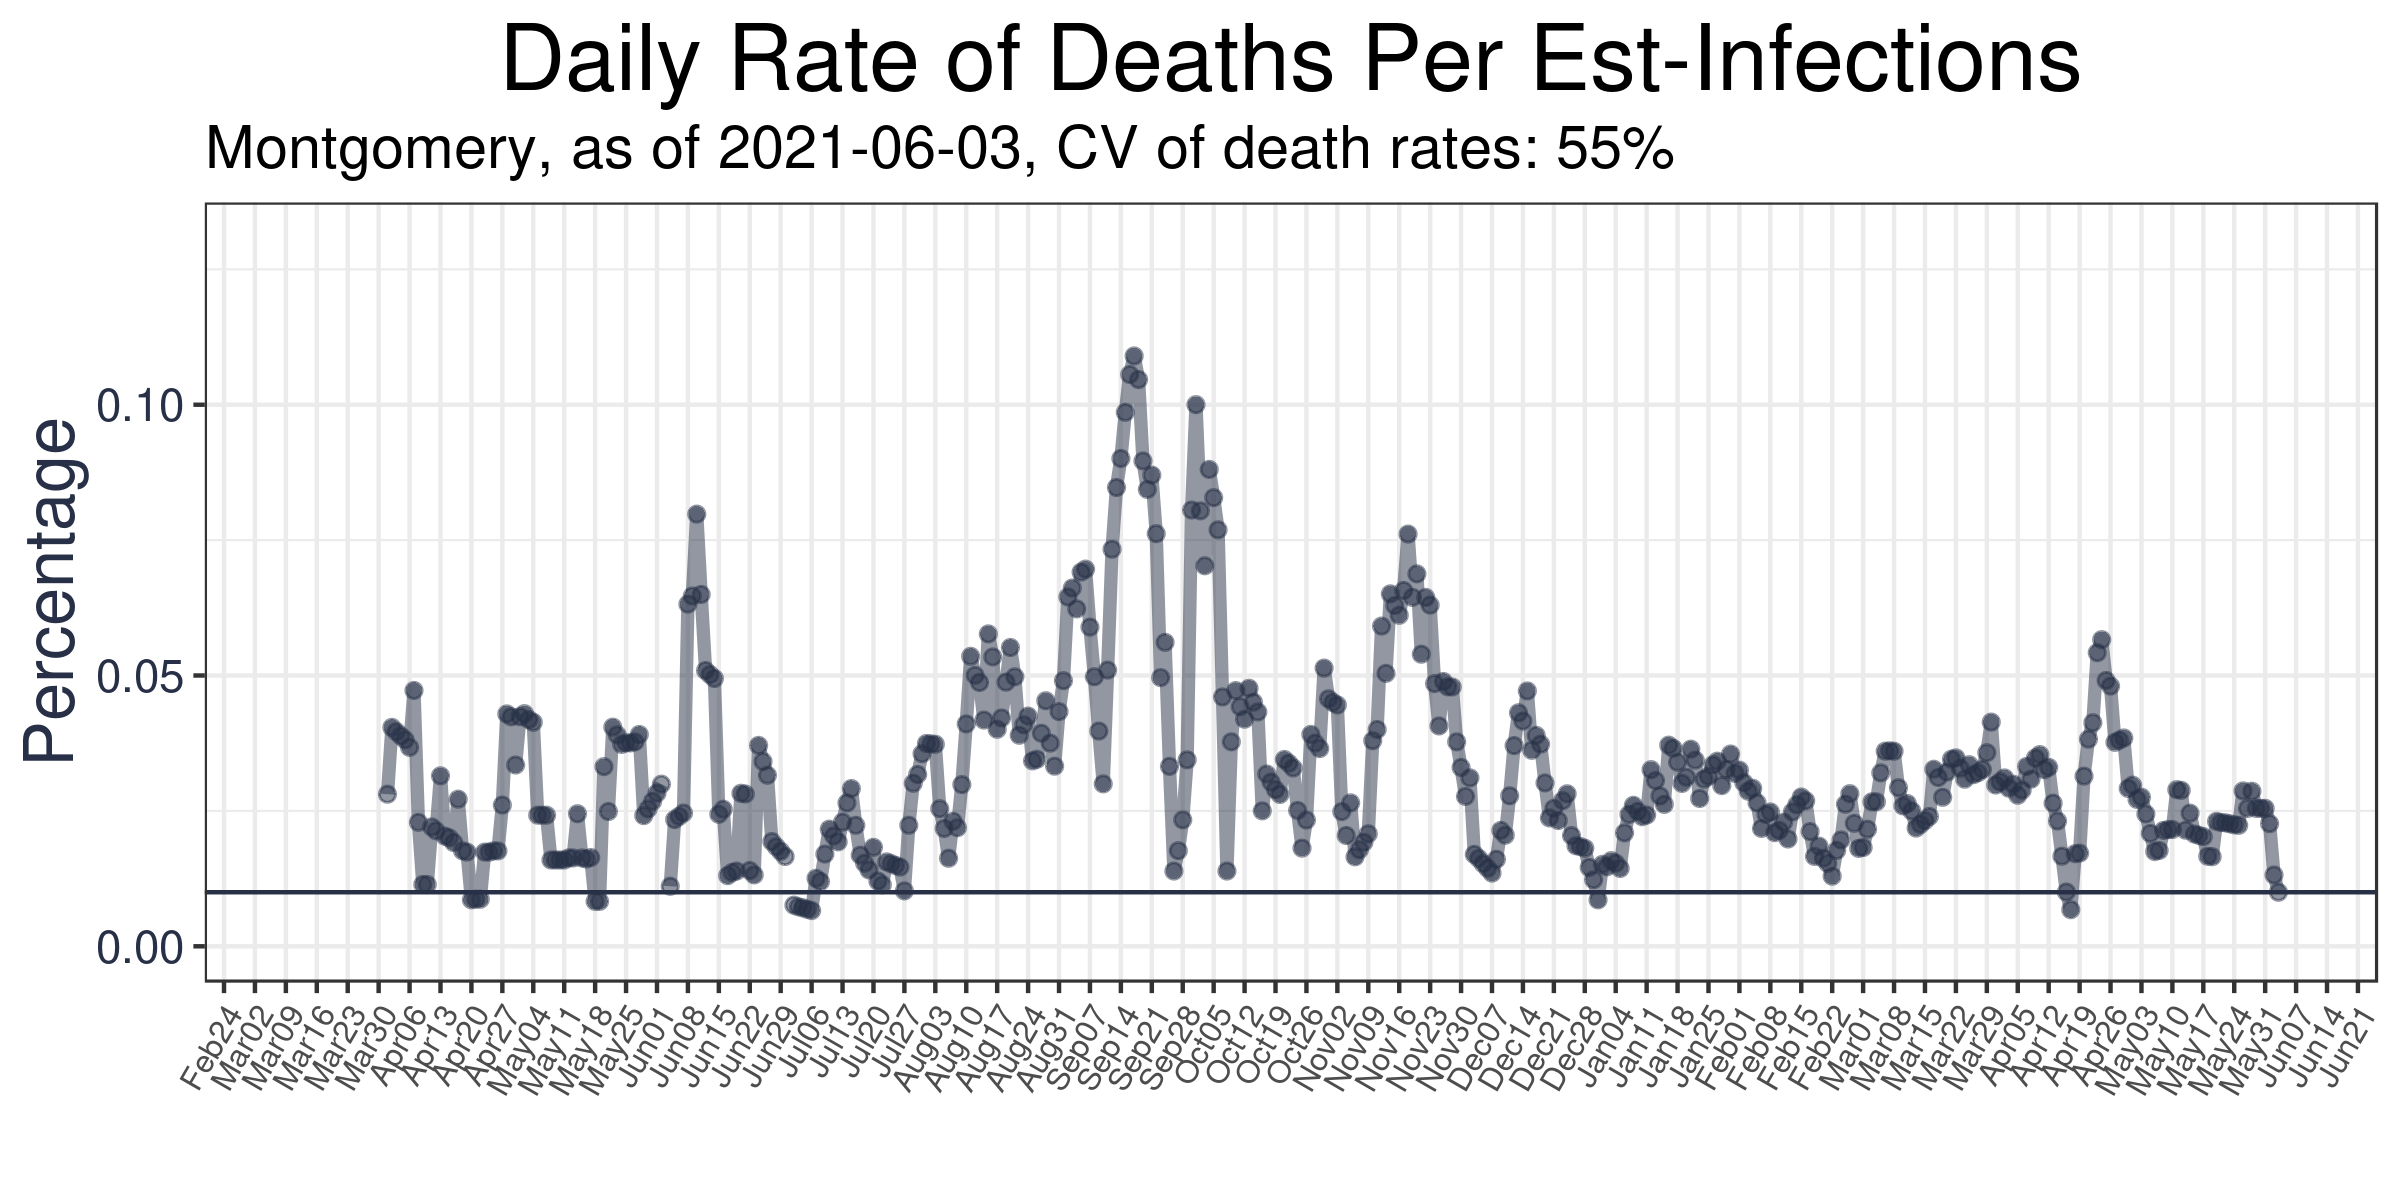 Daily Rate of Deaths Per Est-Infections
Montgomery, as of 2021-06-03, CV of death rates: 55%
Percentage
0.10
0.05
0.00
Feb24
Mar02
Mar09
Mar16
Mar23
Mar30
Apr06
Apr13
Apr20
Apr27
May04
May11
May18
May25
Jun01
Jun08
Jun15
Jun22
Jun29
Jul06
Jul13
Jul20
Jul27
Aug03
Aug10
Aug17
Aug24
Aug31
Sep07
Sep14
Sep21
Sep28
Oct05
Oct12
Oct19
Oct26
Nov02
Nov09
Nov16
Nov23
Nov30
Dec07
Dec14
Dec21
Dec28
Jan04
Jan11
Jan18
Jan25
Feb01
Feb08
Feb15
Feb22
Mar01
Mar08
Mar15
Mar22
Mar29
Apr05
Apr12
Apr19
Apr26
May03
May10
May17
May24
May31
Jun07
Jun14
Jun21